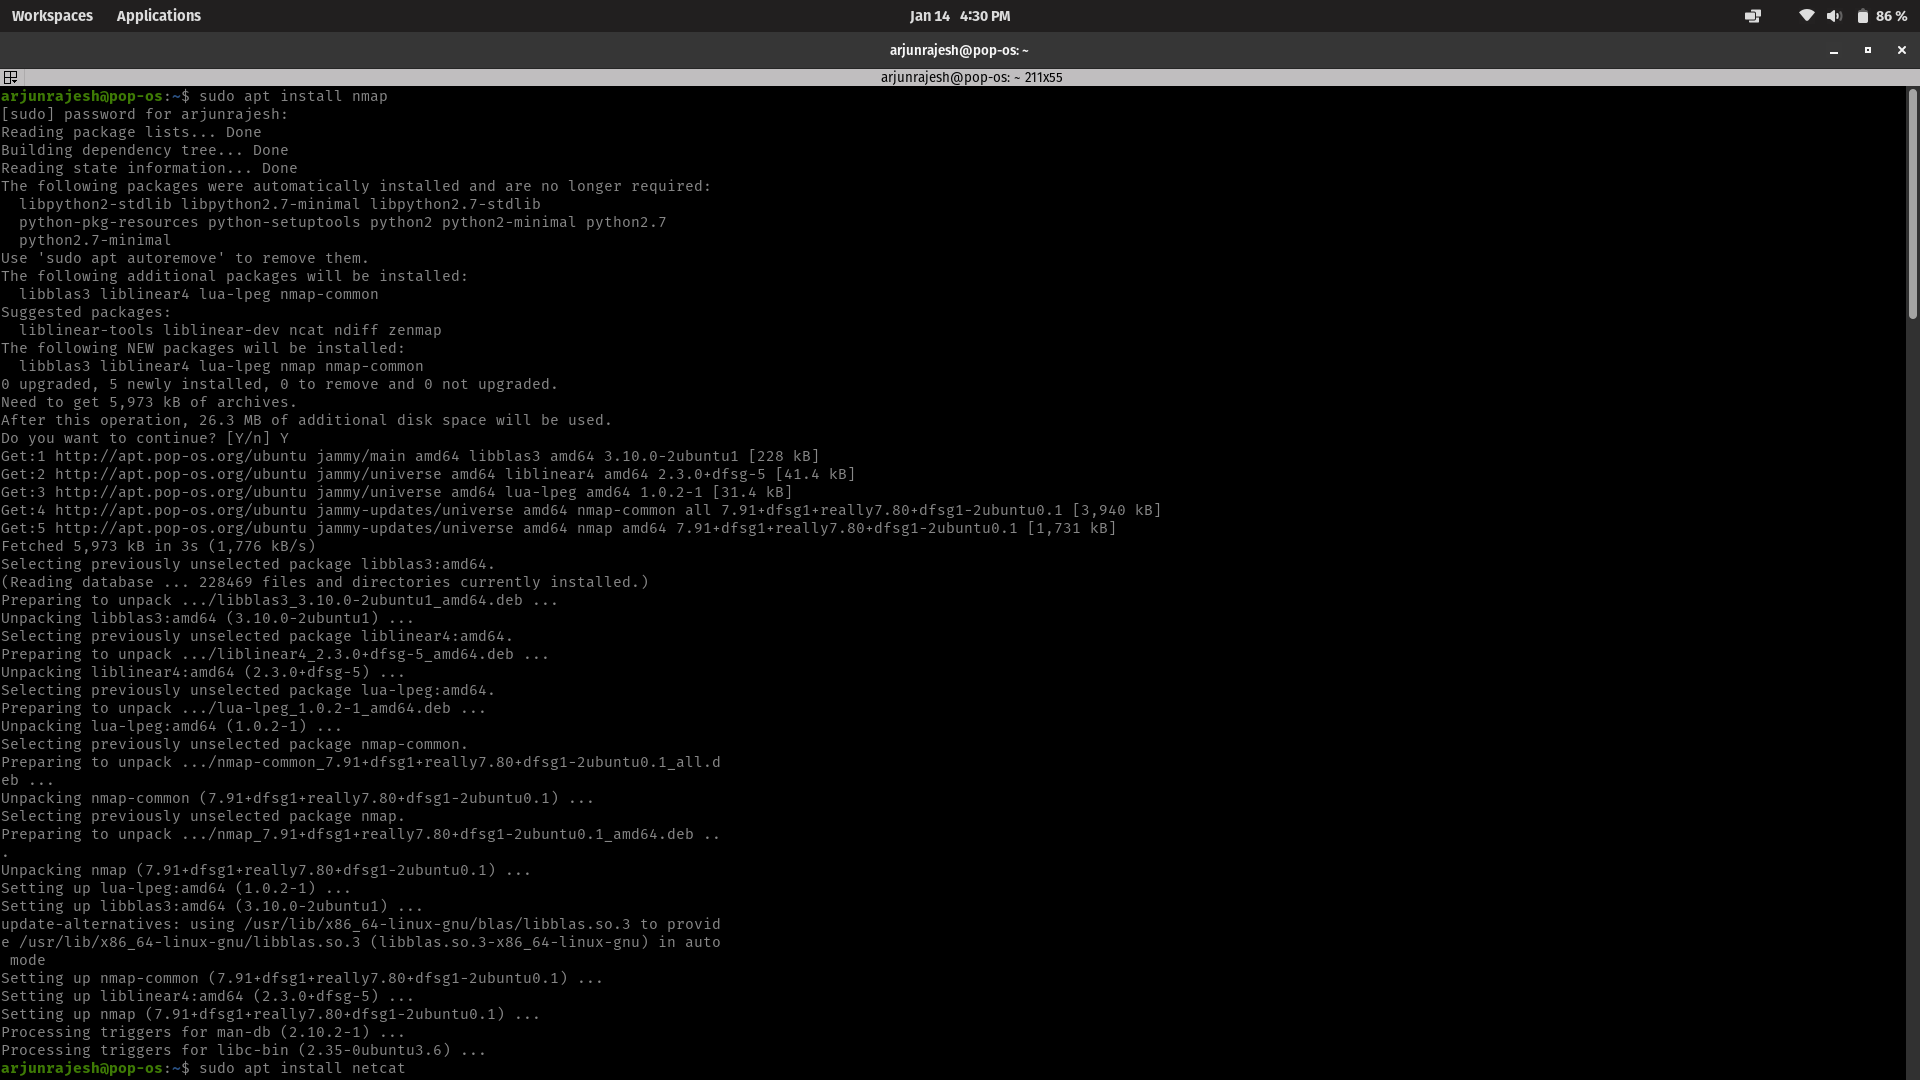 Workspaces Applications Jan 14 4:30 PM 86 %
arjunrajesh@pop-os: ~
arjunrajesh@pop-os: ~ 211x55
arjunrajesh@pop-os:~$ sudo apt install nmap
[sudo] password for arjunrajesh:
Reading package lists... Done
Building dependency tree... Done
Reading state information... Done
The following packages were automatically installed and are no longer required:
  libpython2-stdlib libpython2.7-minimal libpython2.7-stdlib
  python-pkg-resources python-setuptools python2 python2-minimal python2.7
  python2.7-minimal
Use 'sudo apt autoremove' to remove them.
The following additional packages will be installed:
  libblas3 liblinear4 lua-lpeg nmap-common
Suggested packages:
  liblinear-tools liblinear-dev ncat ndiff zenmap
The following NEW packages will be installed:
  libblas3 liblinear4 lua-lpeg nmap nmap-common
0 upgraded, 5 newly installed, 0 to remove and 0 not upgraded.
Need to get 5,973 kB of archives.
After this operation, 26.3 MB of additional disk space will be used.
Do you want to continue? [Y/n] Y
Get:1 http://apt.pop-os.org/ubuntu jammy/main amd64 libblas3 amd64 3.10.0-2ubuntu1 [228 kB]
Get:2 http://apt.pop-os.org/ubuntu jammy/universe amd64 liblinear4 amd64 2.3.0+dfsg-5 [41.4 kB]
Get:3 http://apt.pop-os.org/ubuntu jammy/universe amd64 lua-lpeg amd64 1.0.2-1 [31.4 kB]
Get:4 http://apt.pop-os.org/ubuntu jammy-updates/universe amd64 nmap-common all 7.91+dfsg1+really7.80+dfsg1-2ubuntu0.1 [3,940 kB]
Get:5 http://apt.pop-os.org/ubuntu jammy-updates/universe amd64 nmap amd64 7.91+dfsg1+really7.80+dfsg1-2ubuntu0.1 [1,731 kB]
Fetched 5,973 kB in 3s (1,776 kB/s)
Selecting previously unselected package libblas3:amd64.
(Reading database ... 228469 files and directories currently installed.)
Preparing to unpack .../libblas3_3.10.0-2ubuntu1_amd64.deb ...
Unpacking libblas3:amd64 (3.10.0-2ubuntu1) ...
Selecting previously unselected package liblinear4:amd64.
Preparing to unpack .../liblinear4_2.3.0+dfsg-5_amd64.deb ...
Unpacking liblinear4:amd64 (2.3.0+dfsg-5) ...
Selecting previously unselected package lua-lpeg:amd64.
Preparing to unpack .../lua-lpeg_1.0.2-1_amd64.deb ...
Unpacking lua-lpeg:amd64 (1.0.2-1) ...
Selecting previously unselected package nmap-common.
Preparing to unpack .../nmap-common_7.91+dfsg1+really7.80+dfsg1-2ubuntu0.1_all.d
eb ...
Unpacking nmap-common (7.91+dfsg1+really7.80+dfsg1-2ubuntu0.1) ...
Selecting previously unselected package nmap.
Preparing to unpack .../nmap_7.91+dfsg1+really7.80+dfsg1-2ubuntu0.1_amd64.deb ..
.
Unpacking nmap (7.91+dfsg1+really7.80+dfsg1-2ubuntu0.1) ...
Setting up lua-lpeg:amd64 (1.0.2-1) ...
Setting up libblas3:amd64 (3.10.0-2ubuntu1) ...
update-alternatives: using /usr/lib/x86_64-linux-gnu/blas/libblas.so.3 to provid
e /usr/lib/x86_64-linux-gnu/libblas.so.3 (libblas.so.3-x86_64-linux-gnu) in auto
 mode
Setting up nmap-common (7.91+dfsg1+really7.80+dfsg1-2ubuntu0.1) ...
Setting up liblinear4:amd64 (2.3.0+dfsg-5) ...
Setting up nmap (7.91+dfsg1+really7.80+dfsg1-2ubuntu0.1) ...
Processing triggers for man-db (2.10.2-1) ...
Processing triggers for libc-bin (2.35-0ubuntu3.6) ...
arjunrajesh@pop-os:~$ sudo apt install netcat